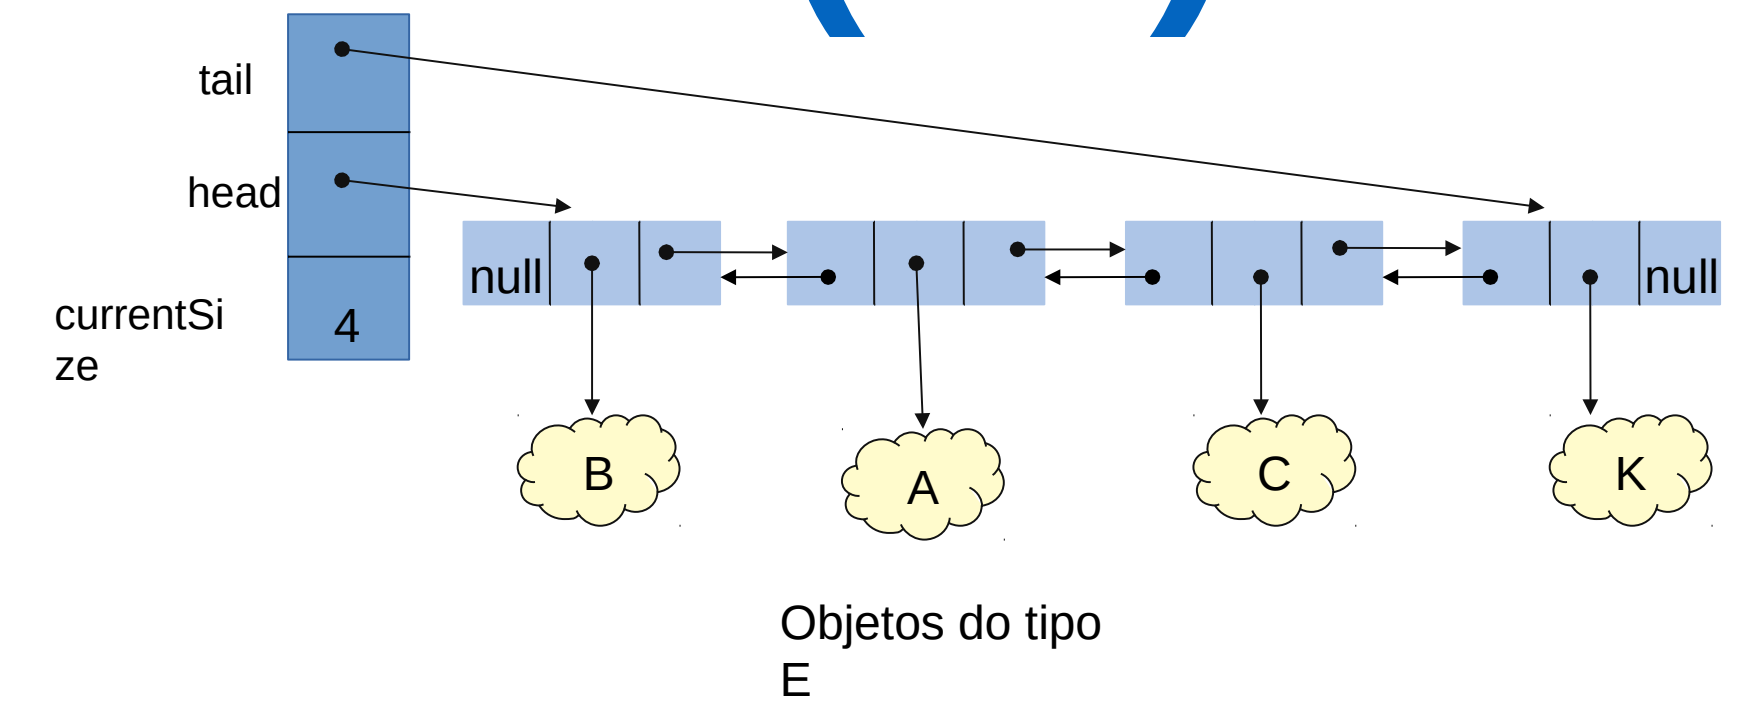 tail
head
currentSi
ze
4
null
null
B
A
C
K
Objetos do tipo
E